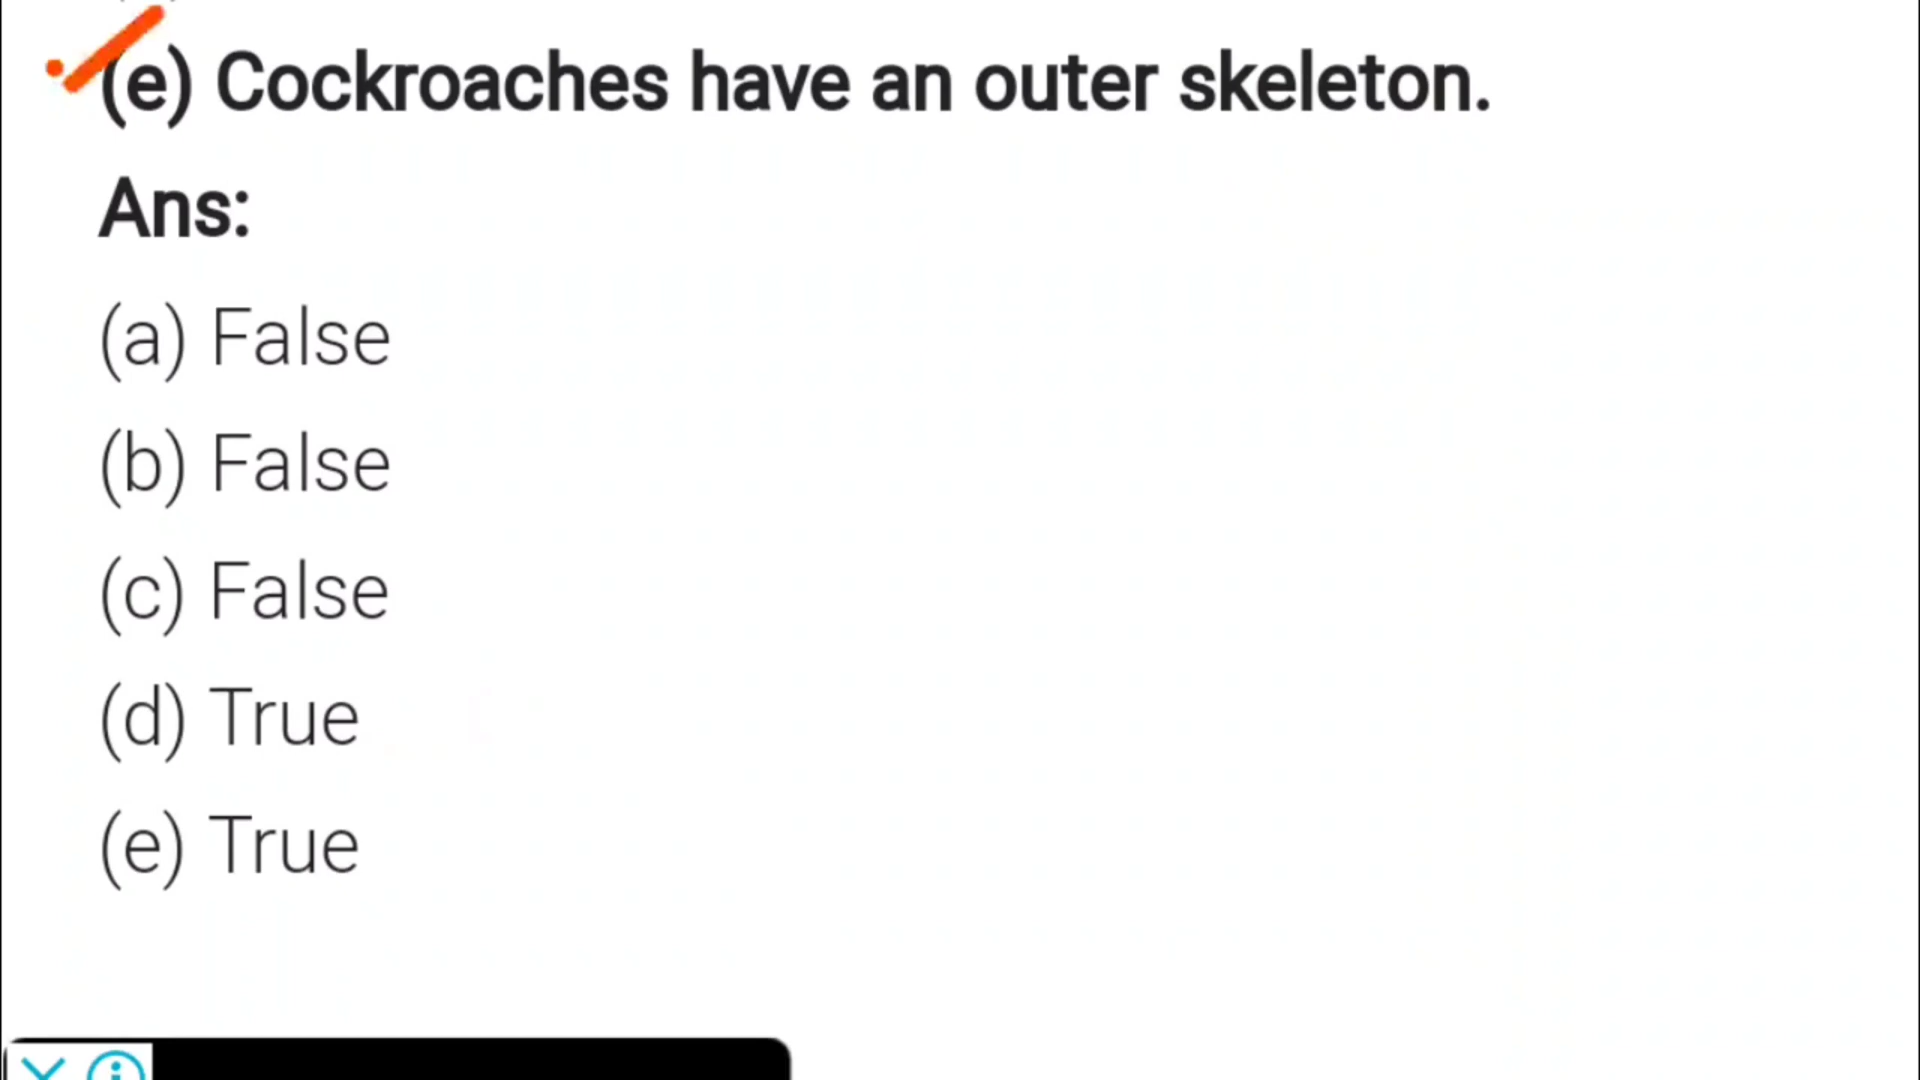 (e) Cockroaches have an outer skeleton.
Ans:
(a) False
(b) False
(c) False
(d) True
(e) True